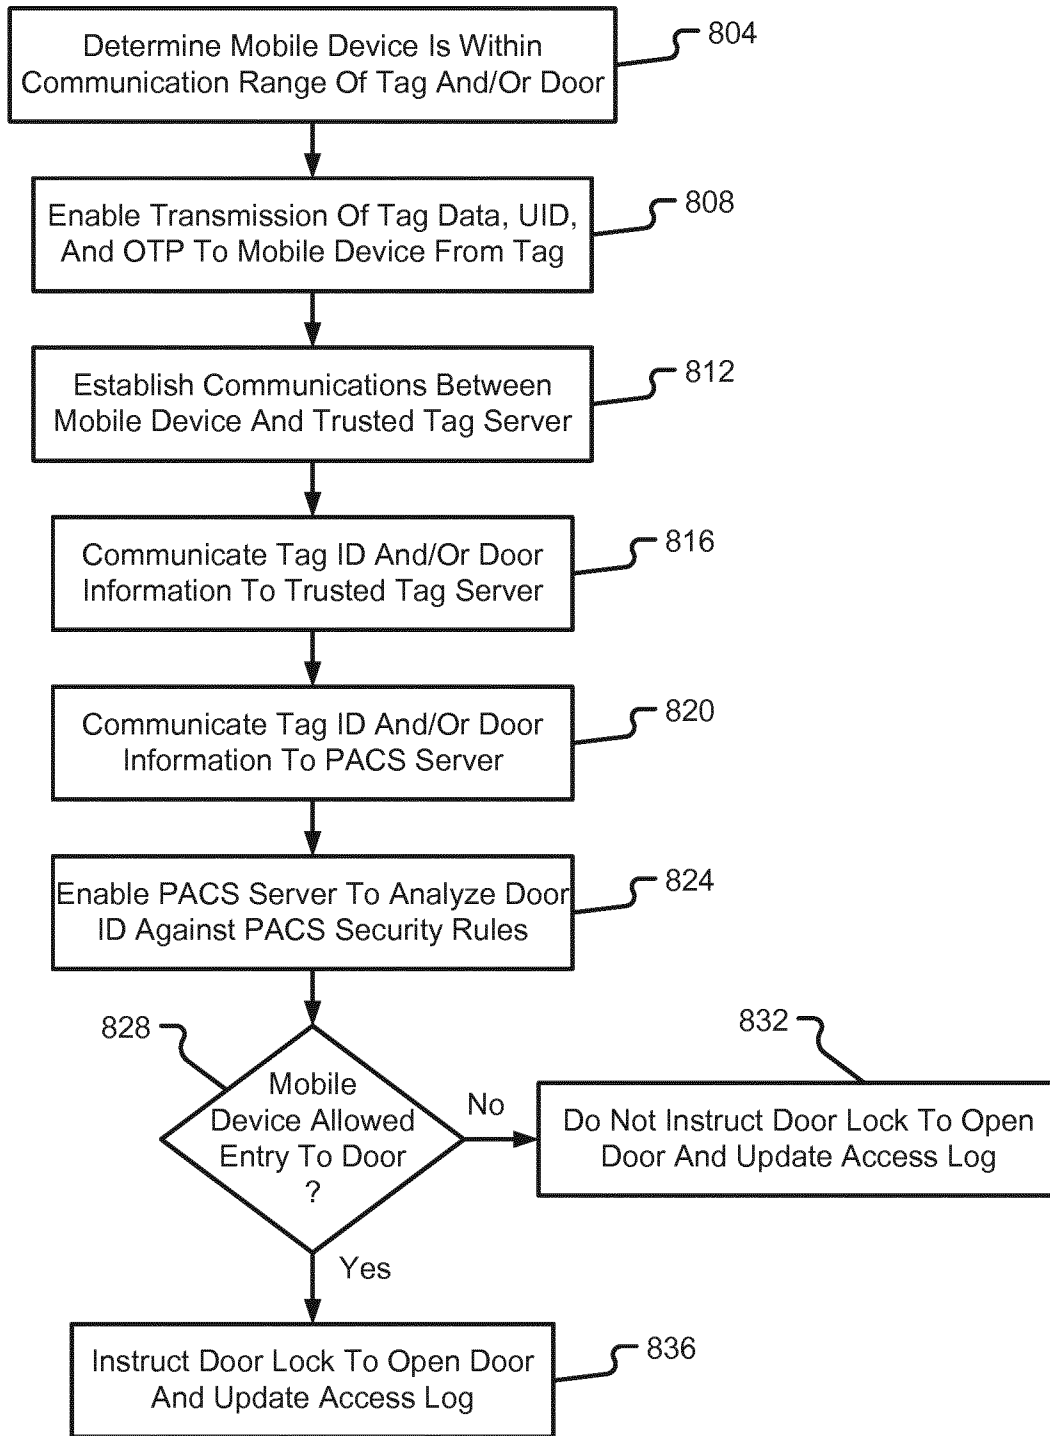 Determine Mobile Device Is Within
Communication Range Of Tag And/Or Door
804
Enable Transmission Of Tag Data, UID,
And OTP To Mobile Device From Tag
808
Establish Communications Between
Mobile Device And Trusted Tag Server
812
Communicate Tag ID And/Or Door
Information To Trusted Tag Server
816
Communicate Tag ID And/Or Door
Information To PACS Server
820
Enable PACS Server To Analyze Door
ID Against PACS Security Rules
824
828
Mobile
Device Allowed
Entry To Door
?
No
832
Do Not Instruct Door Lock To Open
Door And Update Access Log
Yes
Instruct Door Lock To Open Door
And Update Access Log
836